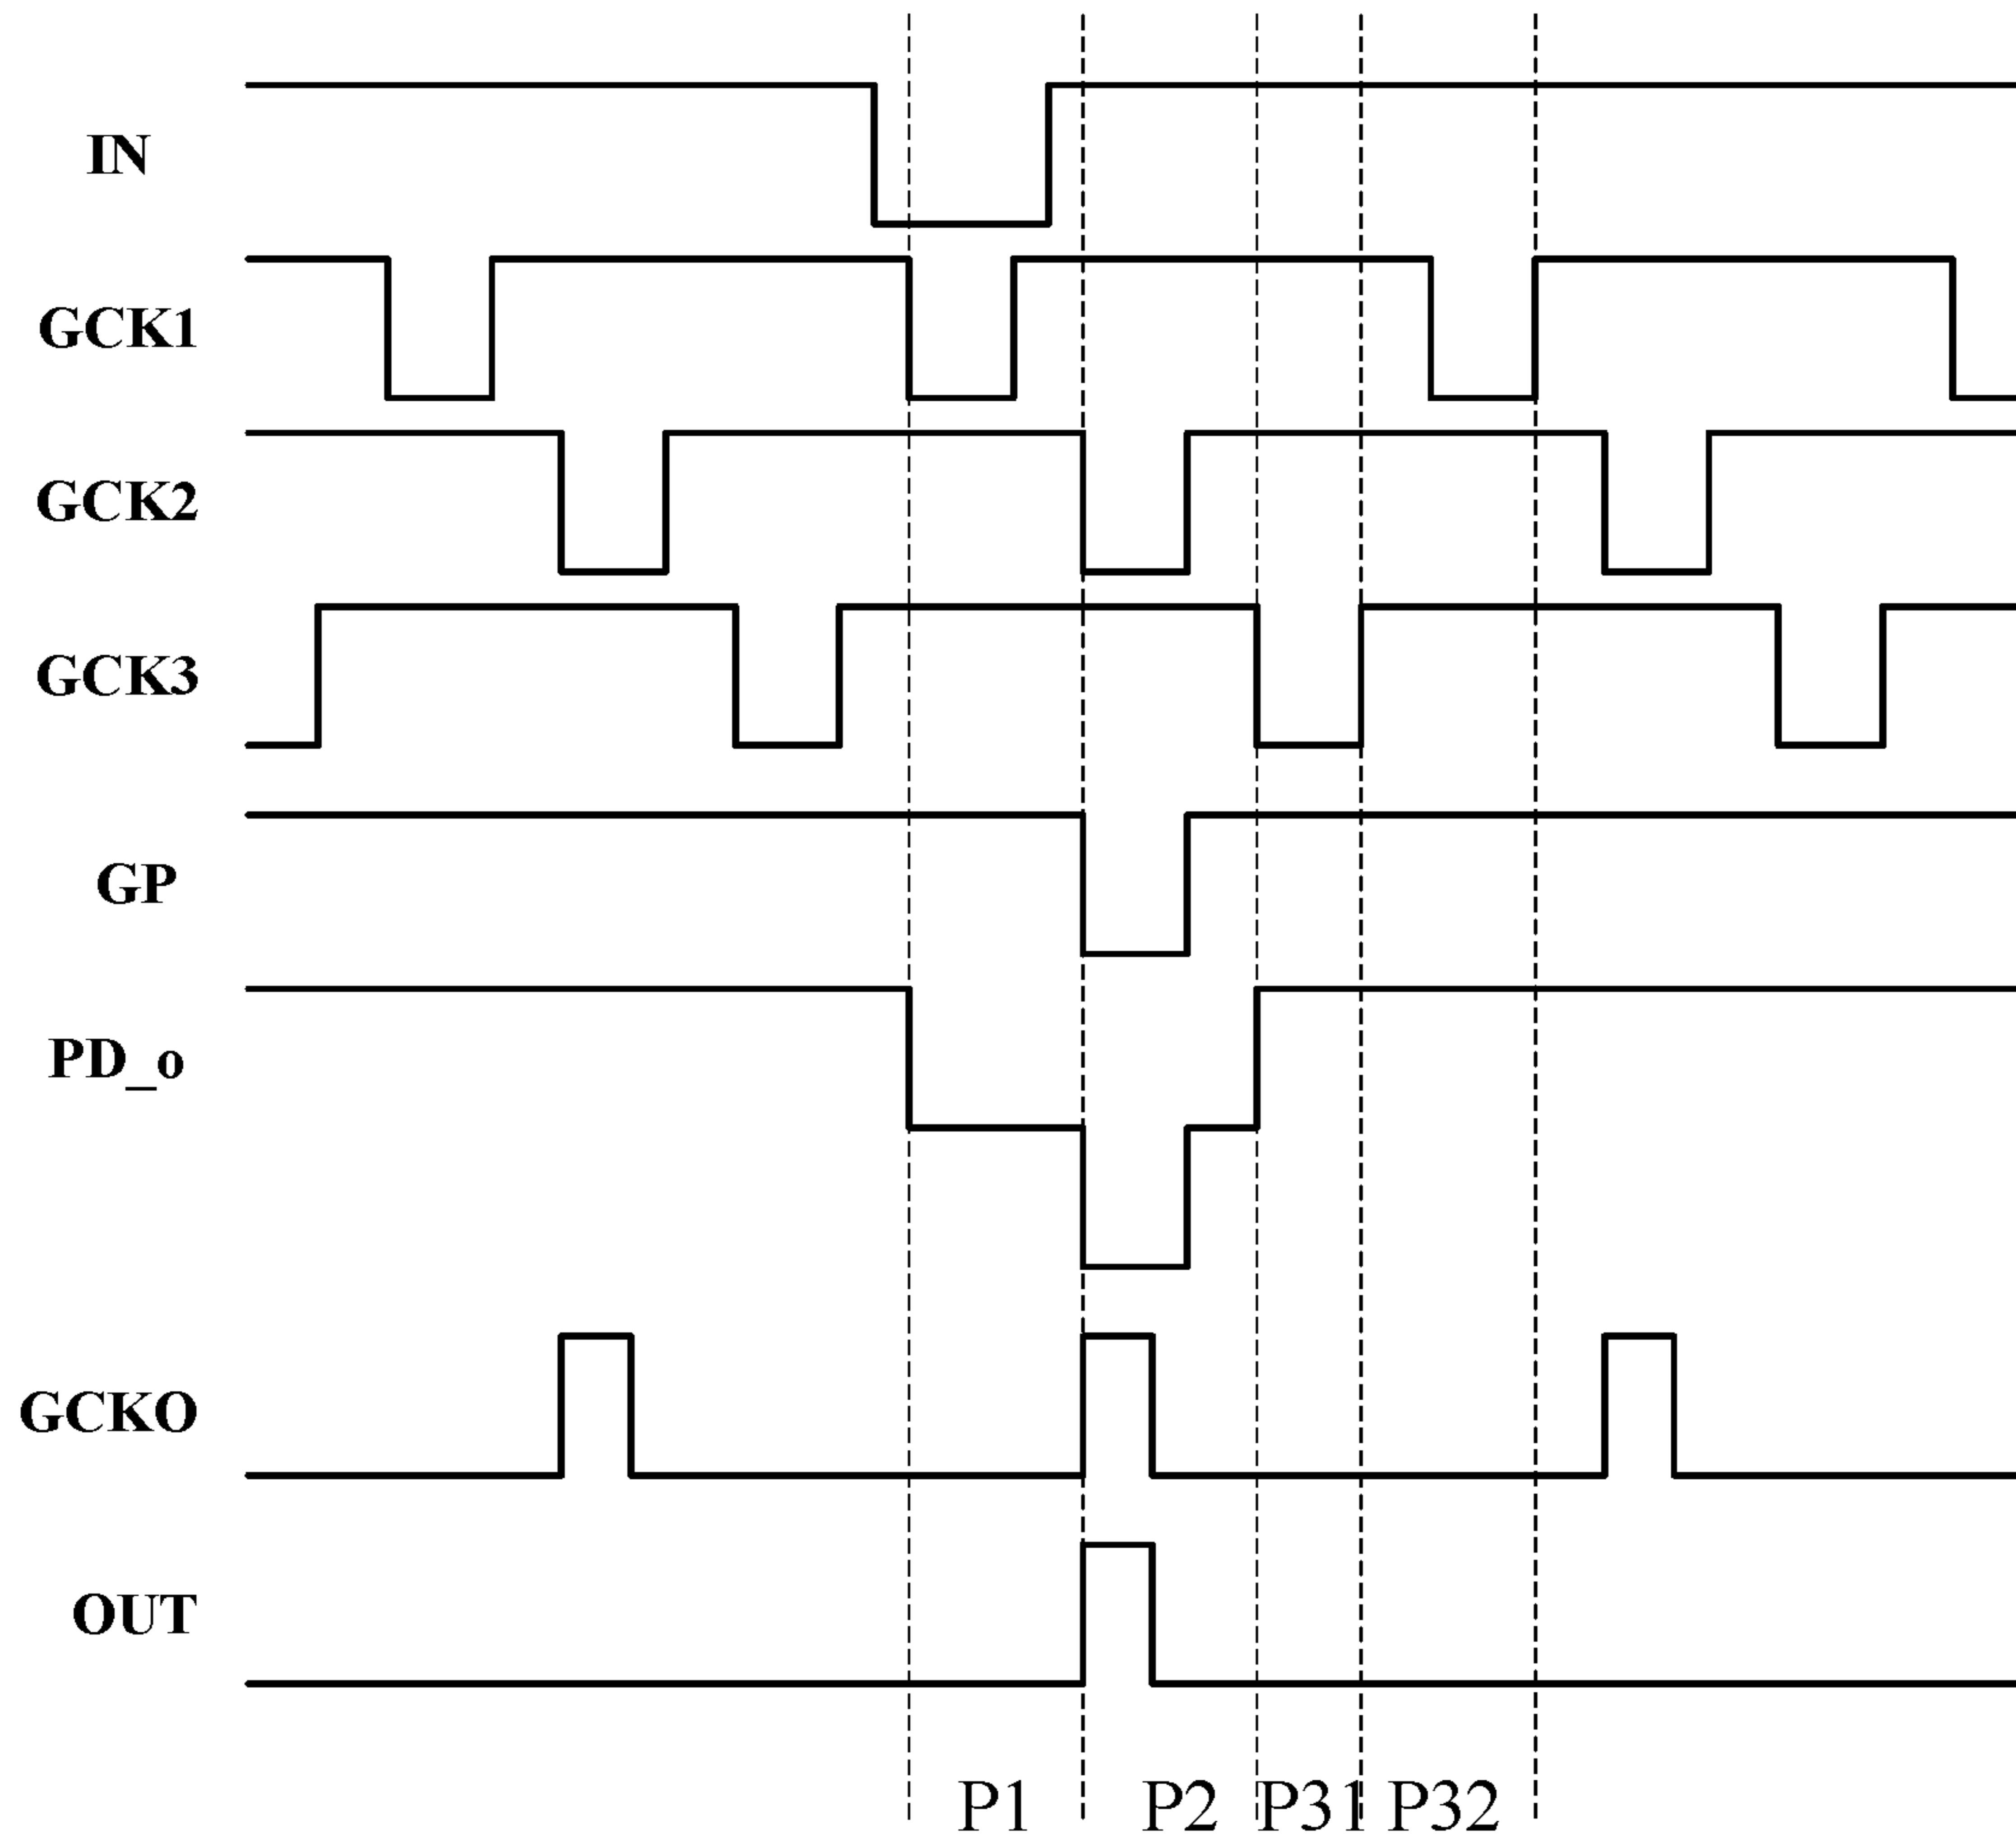 IN
GCK1
GCK2
GCK3
GP
PD_o
GCKO
OUT
P1 P2 P31 P32